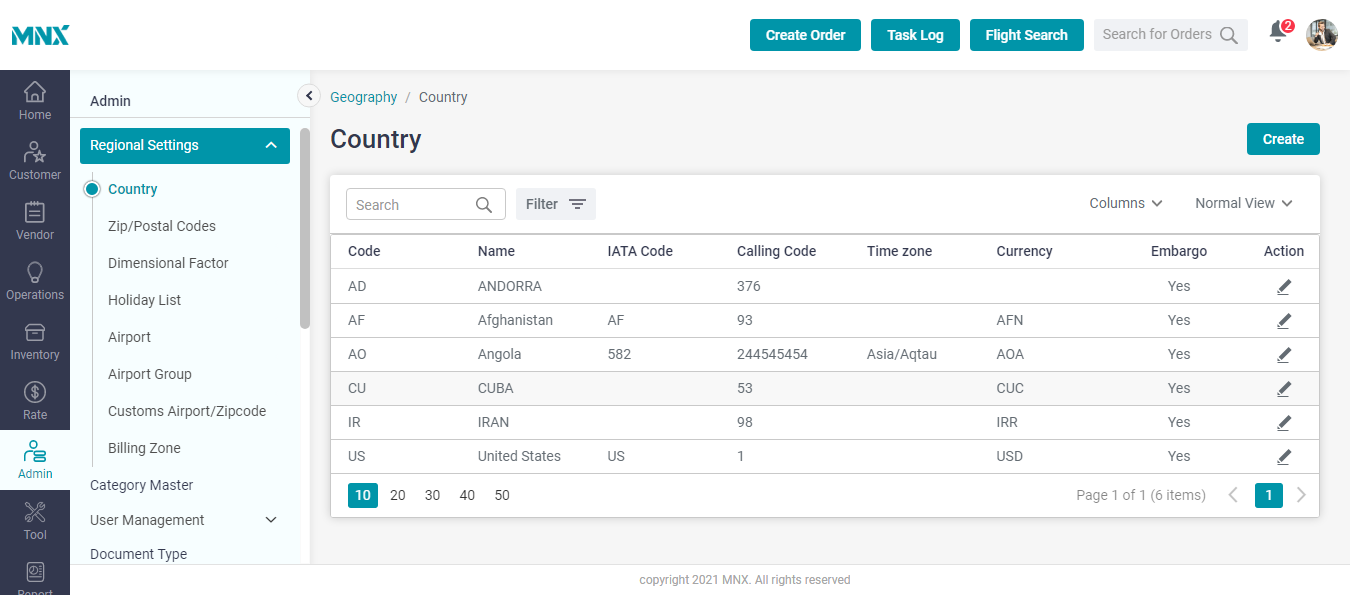 MNX
Create Order
Task Log
Flight Search
Search for Orders
2
Home
Customer
Vendor
Operations
Inventory
Rate
Admin
Tool
Report
Admin
Regional Settings
Country
Zip/Postal Codes
Dimensional Factor
Holiday List
Airport
Airport Group
Customs Airport/Zipcode
Billing Zone
Category Master
User Management
Document Type
Geography / Country
Country
Create
Search
Filter
Columns
Normal View
Code Name IATA Code Calling Code Time zone Currency Embargo Action
AD ANDORRA 376 Yes
AF Afghanistan AF 93 AFN Yes
AO Angola 582 244545454 Asia/Aqtau AOA Yes
CU CUBA 53 CUC Yes
IR IRAN 98 IRR Yes
US United States US 1 USD Yes
10 20 30 40 50
Page 1 of 1 (6 items) 1
copyright 2021 MNX. All rights reserved